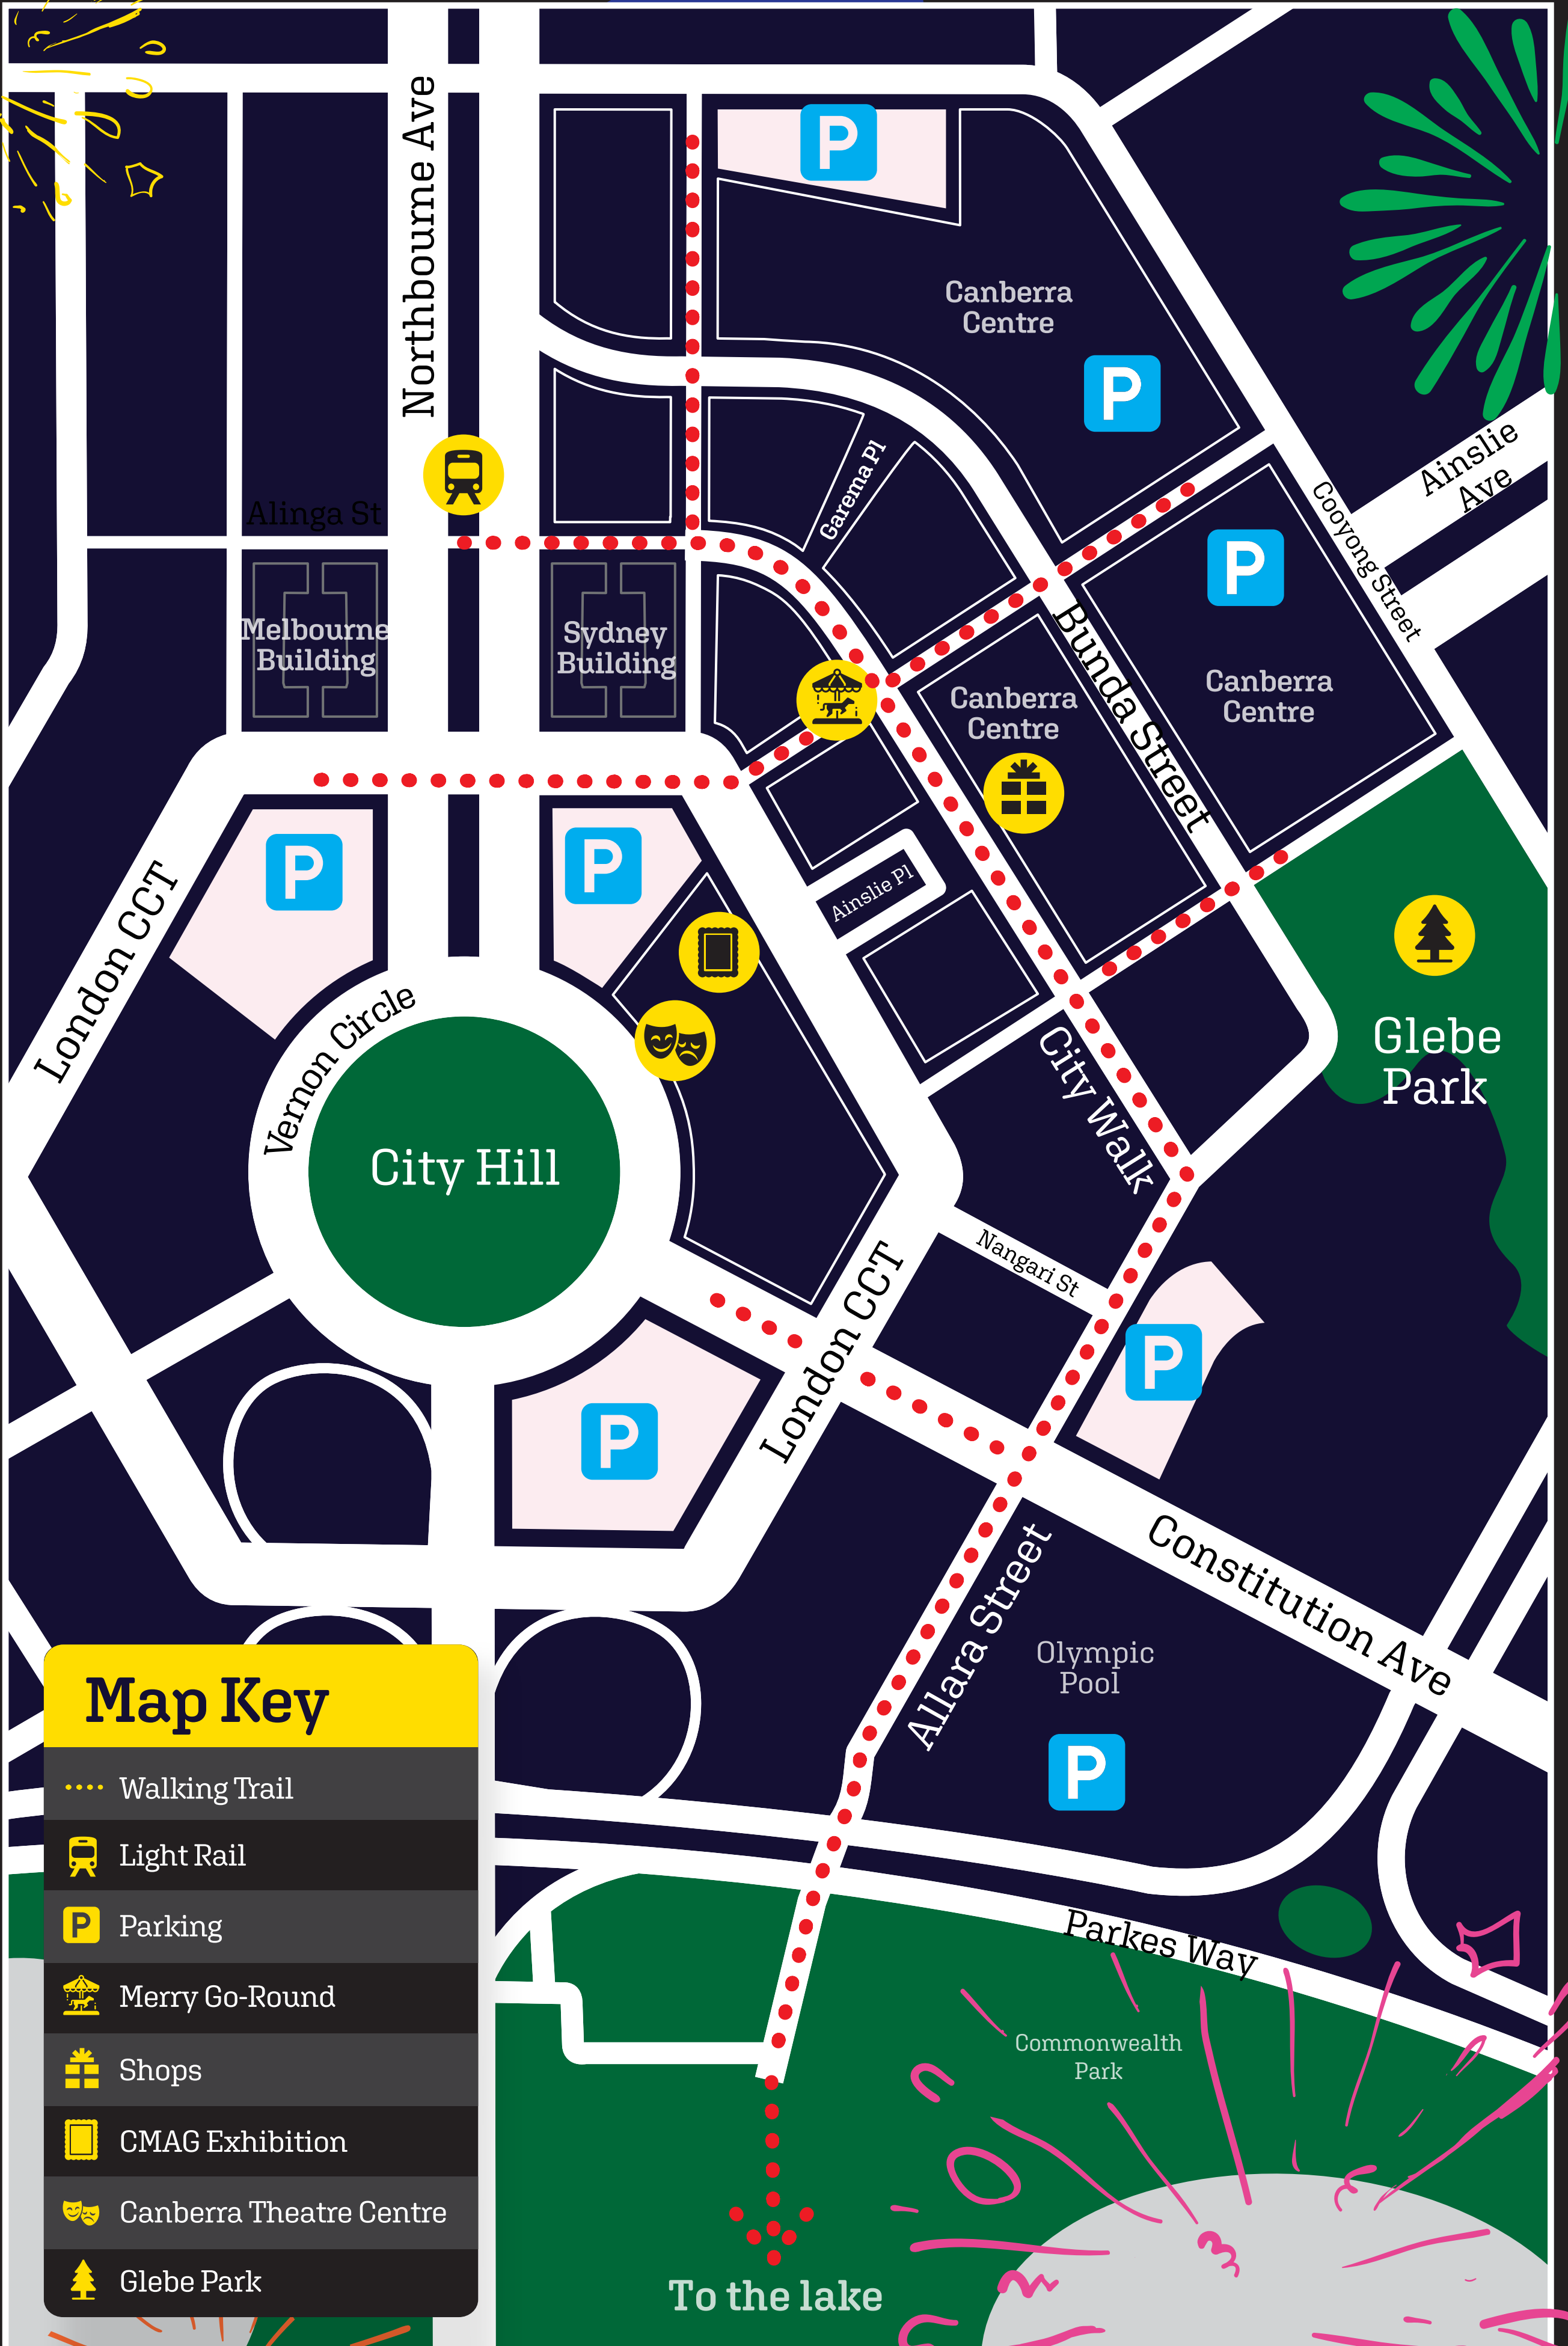 Northbourne Ave
P
Canberra
Centre
P
Ainslie
Ave
Garema Pl
Cooyong Street
Alinga St
P
Melbourne
Building
Sydney
Building
Bunda Street
Canberra
Centre
Canberra
Centre
P
P
London CCT
Ainslie Pl
Vernon Circle
Glebe
Park
City Walk
City Hill
Nangari St
London CCT
P
P
Constitution Ave
Allara Street
Olympic
Pool
P
Map Key
Walking Trail
Light Rail
P Parking
Merry Go-Round
Shops
CMAG Exhibition
Canberra Theatre Centre
Glebe Park
Parkes Way
Commonwealth
Park
To the lake